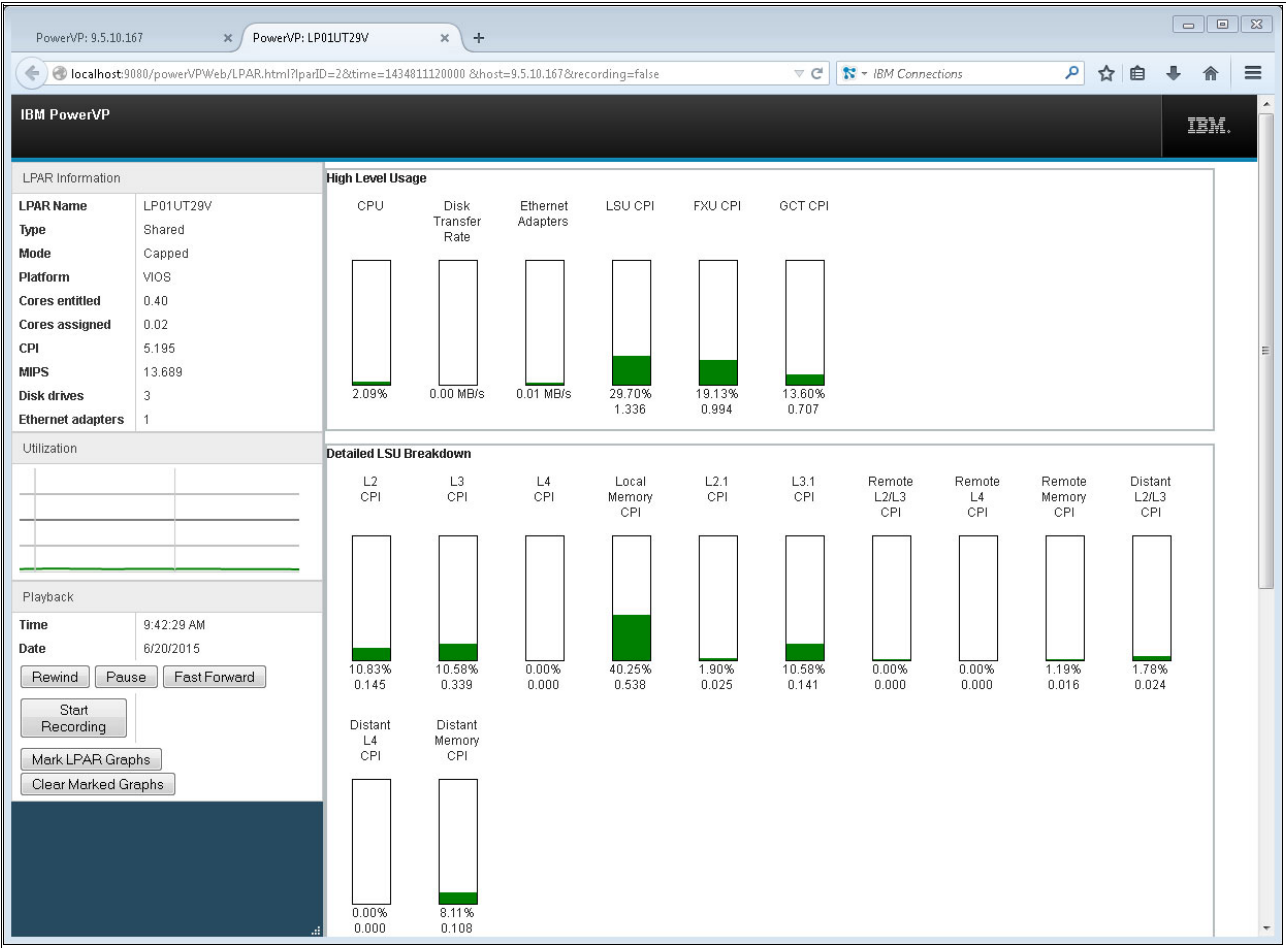 PowerVP: 9.5.10.167
PowerVP: LP01UT29V
localhost:9080/powerVPWeb/LPAR.html?lparID=2&time=1434811120000 &host=9.5.10.167&recording=false
IBM Connections
IBM PowerVP
IBM.
LPAR Information
LPAR Name LP01UT29V
Type Shared
Mode Capped
Platform VIOS
Cores entitled 0.40
Cores assigned 0.02
CPI 5.195
MIPS 13.689
Disk drives 3
Ethernet adapters 1
Utilization
Playback
Time 9:42:29 AM
Date 6/20/2015
Rewind Pause Fast Forward
Start
Recording
Mark LPAR Graphs
Clear Marked Graphs
High Level Usage
CPU Disk Ethernet LSU CPI FXU CPI GCT CPI
Transfer Adapters
Rate
2.09% 0.00 MB/s 0.01 MB/s 29.70% 19.13% 13.60%
1.336 0.994 0.707
Detailed LSU Breakdown
L2 L3 L4 Local L2.1 L3.1 Remote Remote Remote Distant
CPI CPI CPI Memory CPI CPI L2/L3 L4 Memory L2/L3
CPI CPI CPI CPI CPI
10.83% 10.58% 0.00% 40.25% 1.90% 10.58% 0.00% 0.00% 1.19% 1.78%
0.145 0.339 0.000 0.538 0.025 0.141 0.000 0.000 0.016 0.024
Distant Distant
L4 Memory
CPI CPI
0.00% 8.11%
0.000 0.108